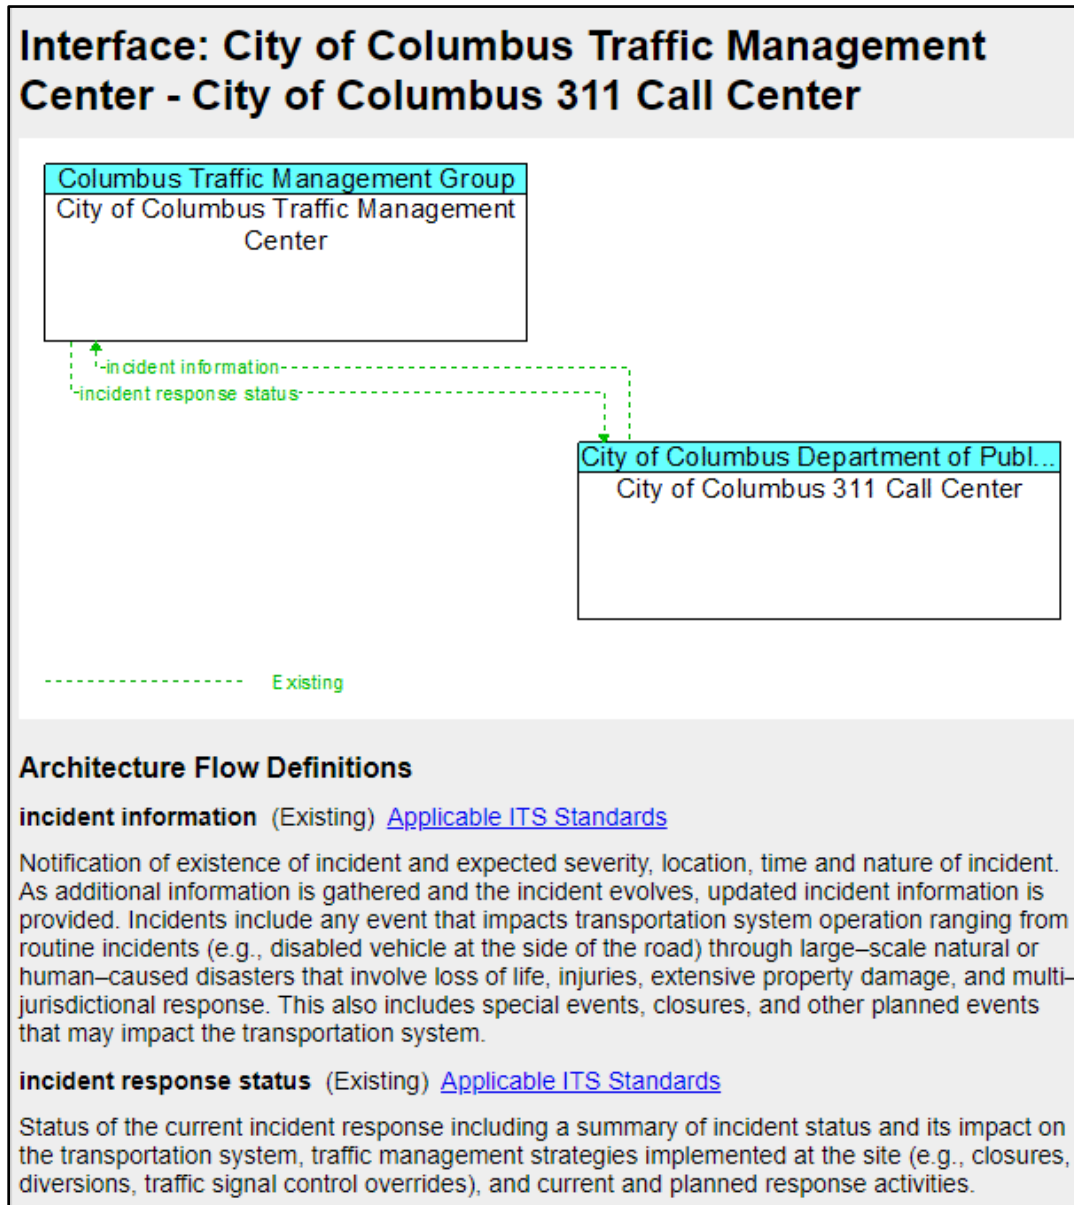 Interface: City of Columbus Traffic Management
Center - City of Columbus 311 Call Center
Columbus Traffic Management Group
City of Columbus Traffic Management
Center
incident information
incident response status
City of Columbus Department of Publ...
City of Columbus 311 Call Center
Existing
Architecture Flow Definitions
incident information (Existing) Applicable ITS Standards
Notification of existence of incident and expected severity, location, time and nature of incident.
As additional information is gathered and the incident evolves, updated incident information is
provided. Incidents include any event that impacts transportation system operation ranging from
routine incidents (e.g., disabled vehicle at the side of the road) through large–scale natural or
human–caused disasters that involve loss of life, injuries, extensive property damage, and multi–
jurisdictional response. This also includes special events, closures, and other planned events
that may impact the transportation system.
incident response status (Existing) Applicable ITS Standards
Status of the current incident response including a summary of incident status and its impact on
the transportation system, traffic management strategies implemented at the site (e.g., closures,
diversions, traffic signal control overrides), and current and planned response activities.